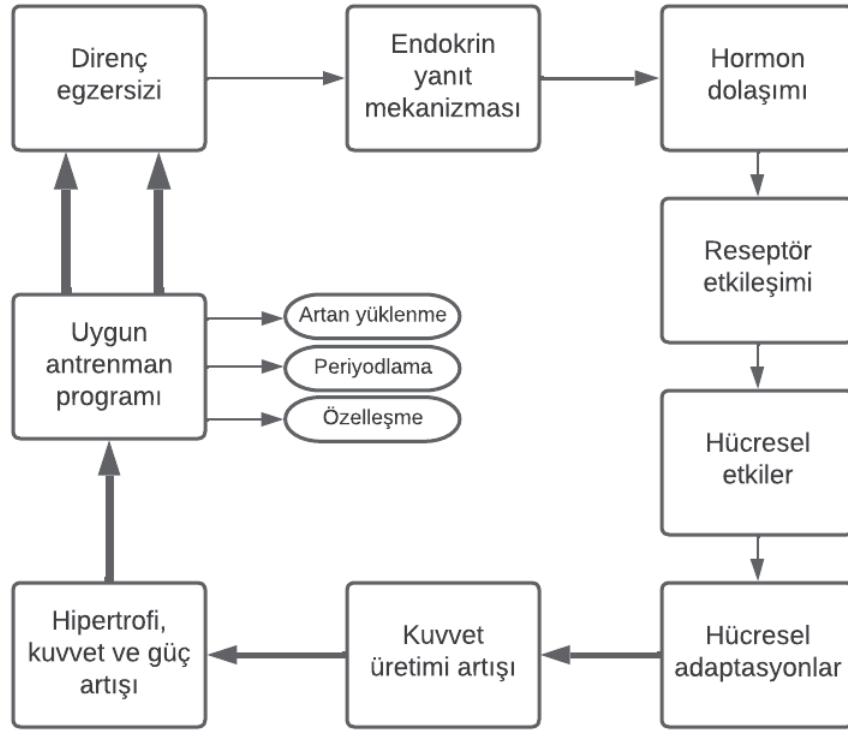 Direnç
egzersizi
Endokrin
yanıt
mekanizması
Hormon
dolaşımı
Reseptör
etkileşimi
Uygun
antrenman
programı
Artan yüklenme
Periyodlama
Özelleşme
Hücresel
etkiler
Hipertrofi,
kuvvet ve güç
artışı
Kuvvet
üretimi artışı
Hücresel
adaptasyonlar